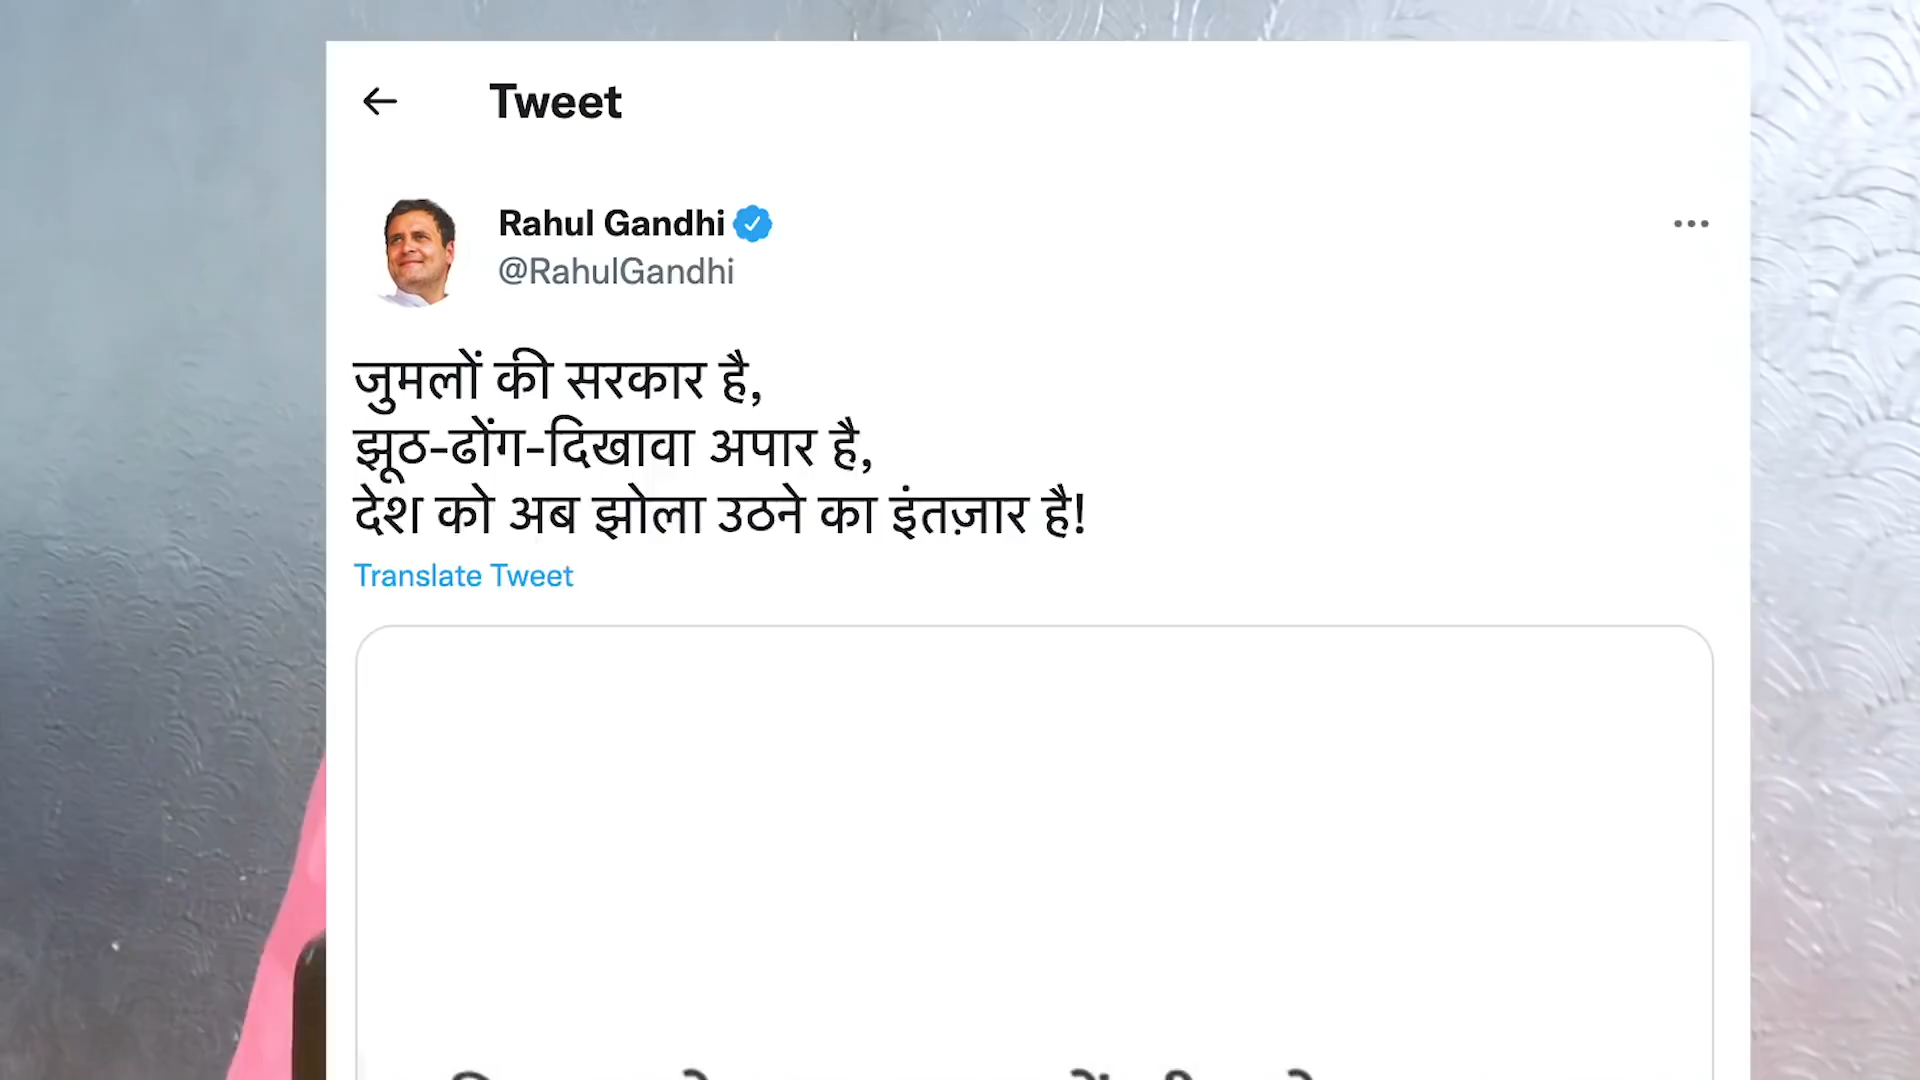 Tweet
Rahul Gandhi
@RahulGandhi
जुमलों की सरकार है,
झूठ-ढोंग-दिखावा अपार है,
देश को अब झोला उठने का इंतज़ार है!
Translate Tweet